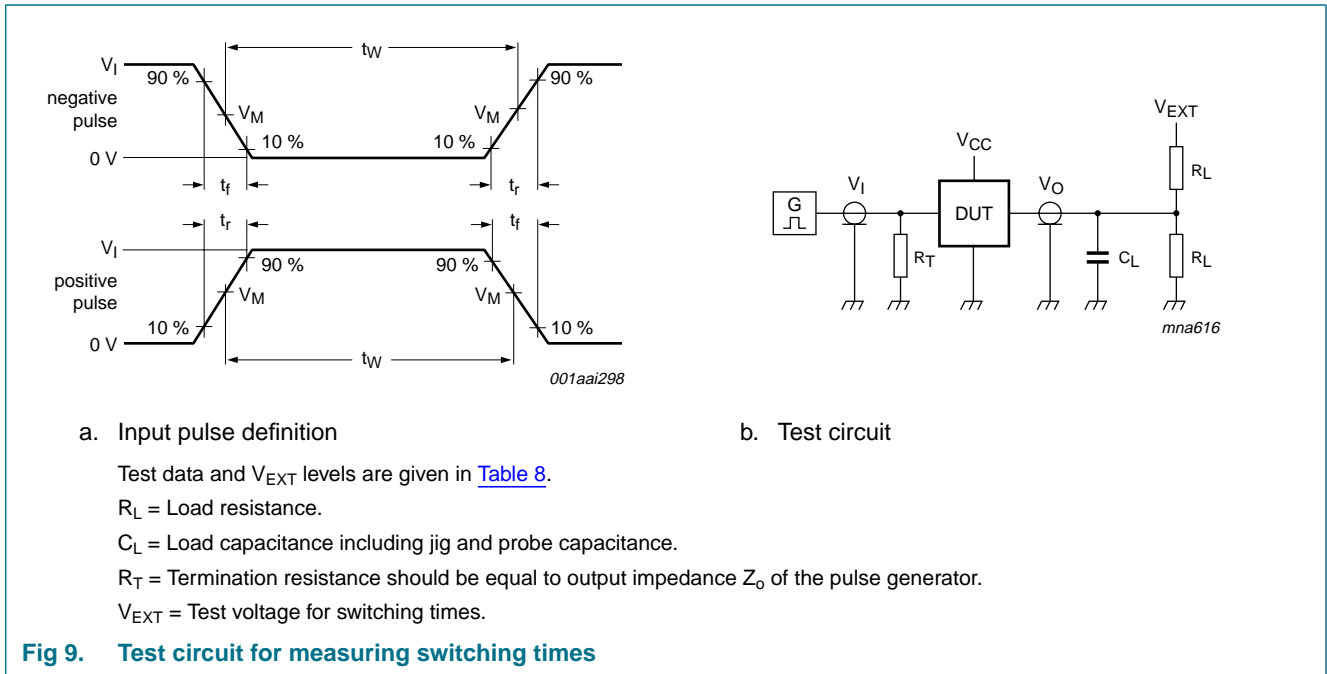 V_I
90 %
t_W
90 %
negative
pulse
V_M
V_M
10 %
10 %
0 V
t_f
t_r
t_r
t_f
V_I
90 %
90 %
positive
pulse
V_M
V_M
10 %
10 %
0 V
t_W
001aai298
V_EXT
V_CC
R_L
V_I
V_O
G
DUT
R_T
C_L
R_L
mna616
a. Input pulse definition
b. Test circuit
Test data and V_EXT levels are given in Table 8.
R_L = Load resistance.
C_L = Load capacitance including jig and probe capacitance.
R_T = Termination resistance should be equal to output impedance Z_o of the pulse generator.
V_EXT = Test voltage for switching times.
Fig 9. Test circuit for measuring switching times